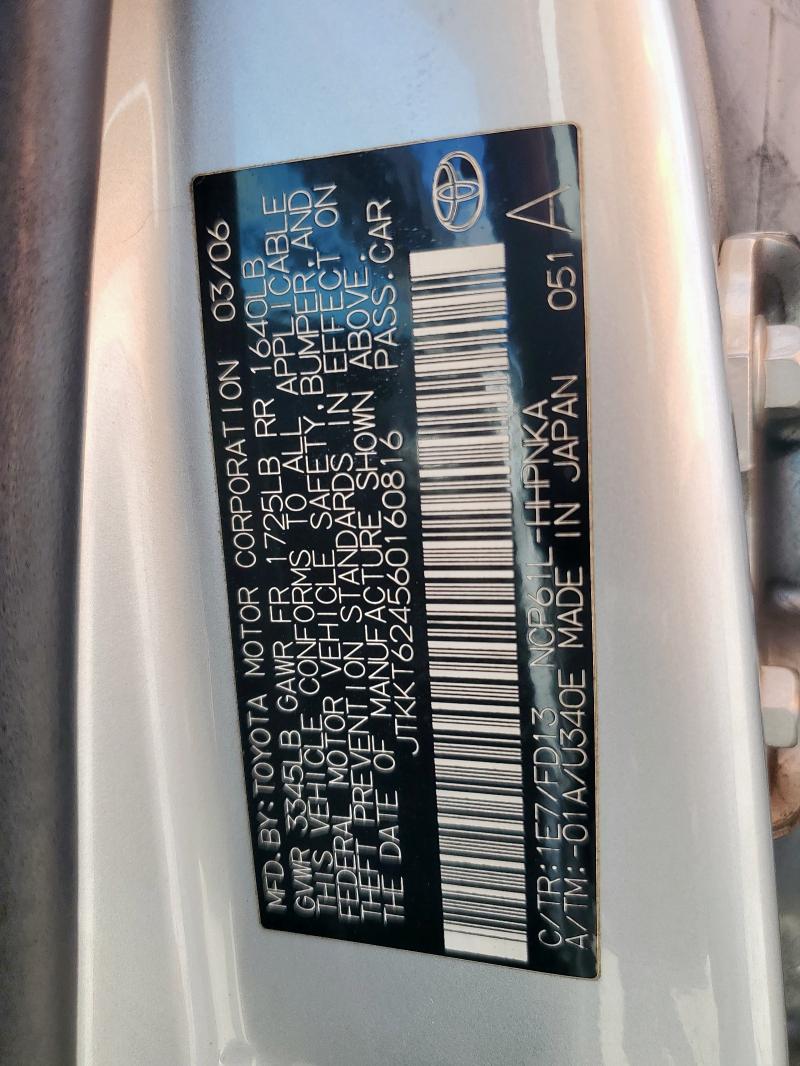 MFD. BY: TOYOTA MOTOR CORPORATION 03/06
GVWR 3345LB GAWR FR 1725LB RR 1640LB
THIS VEHICLE CONFORMS TO ALL APPLICABLE
FEDERAL MOTOR VEHICLE SAFETY, BUMPER, AND
THEFT PREVENTION STANDARDS IN EFFECT ON
THE DATE OF MANUFACTURE SHOWN ABOVE.
JTKKT624560160816 PASS.CAR
C/TR: 1E7/FD13 NCP61L-HHPNKA
A/TM: -01A/U340E MADE IN JAPAN 051 A